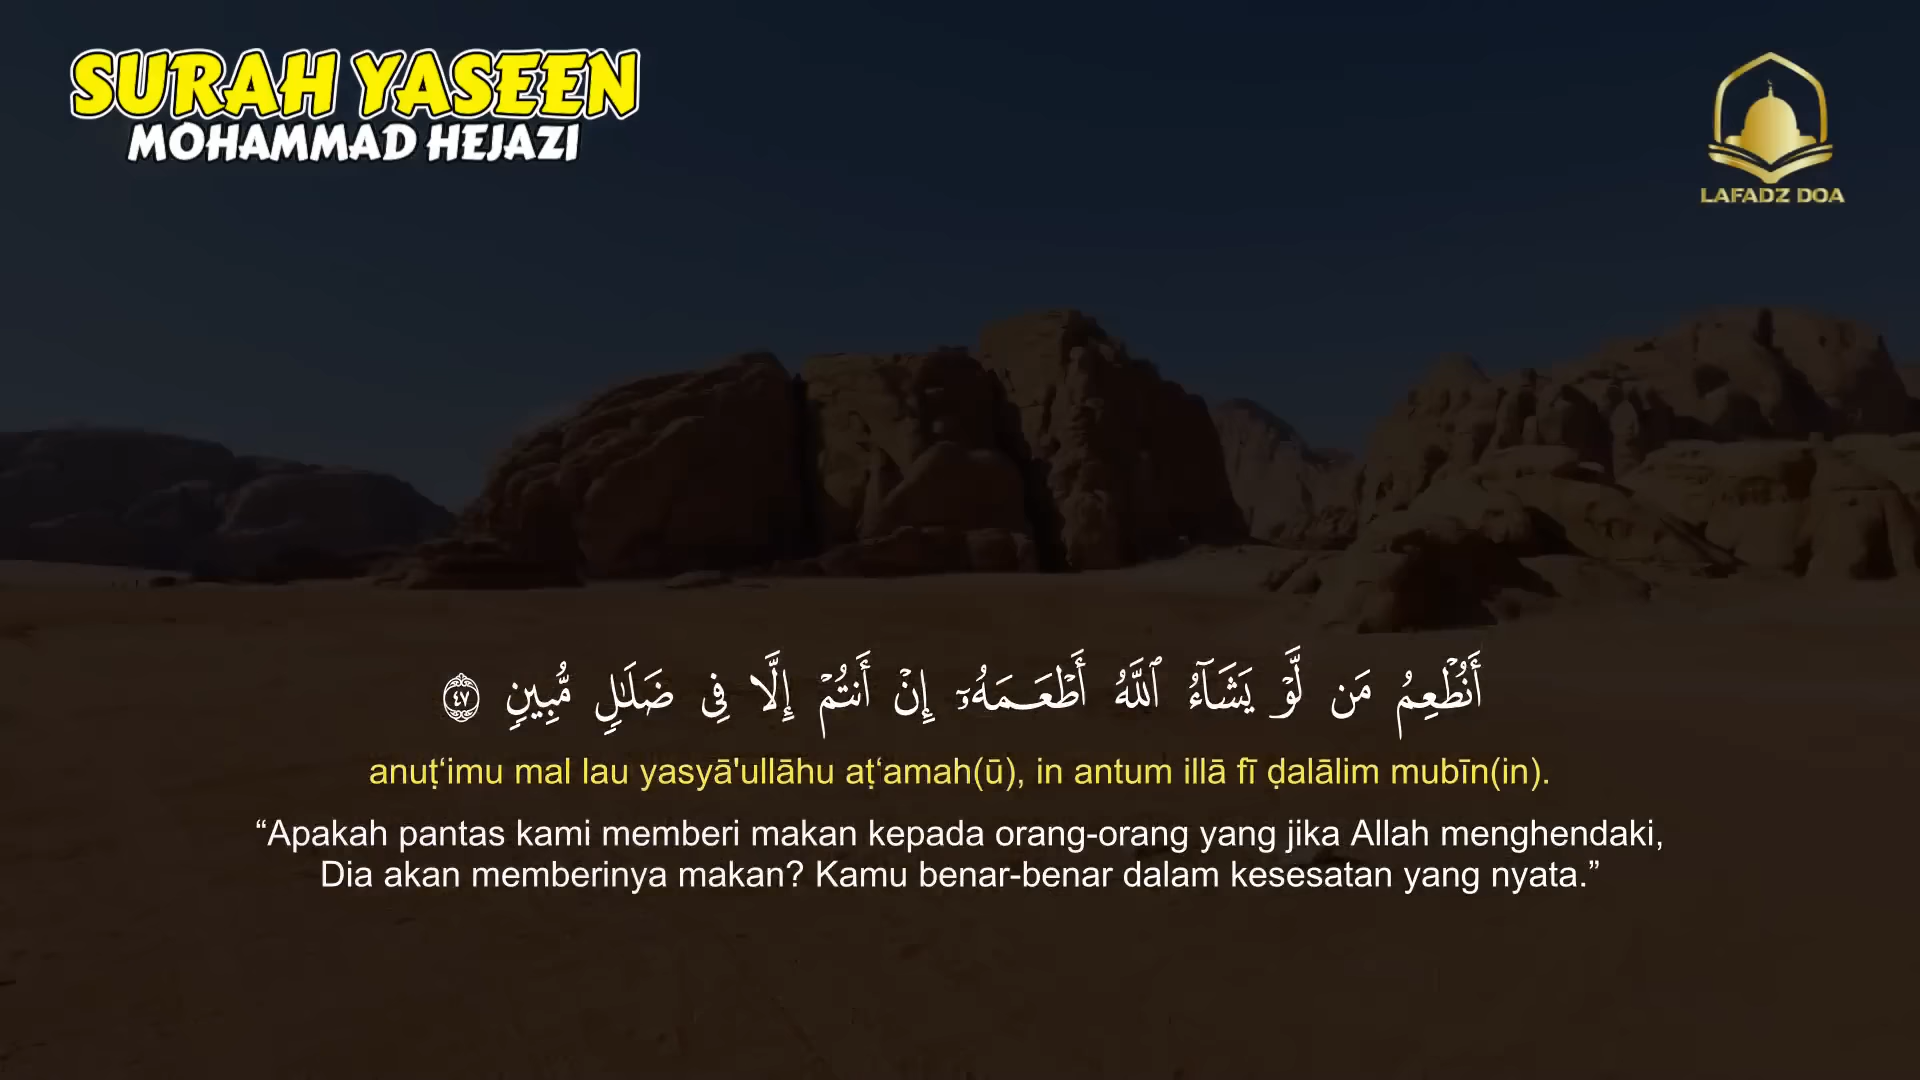 SURAH YASEEN
MOHAMMAD HEJAZI
LAFADZ DOA
أَنُطْعِمُ مَن لَّوْ يَشَآءُ ٱللَّهُ أَطْعَمَهُۥٓ إِنْ أَنتُمْ إِلَّا فِى ضَلَـٰلٍ مُّبِينٍ ٤٧
anuṭ‘imu mal lau yasyā'ullāhu aṭ‘amah(ū), in antum illā fī ḍalālim mubīn(in).
“Apakah pantas kami memberi makan kepada orang-orang yang jika Allah menghendaki,
Dia akan memberinya makan? Kamu benar-benar dalam kesesatan yang nyata.”